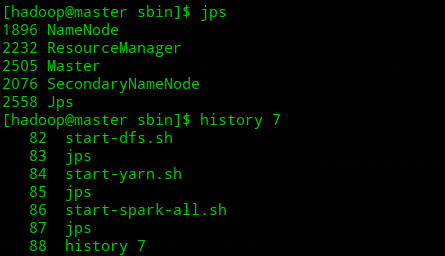 [hadoop@master sbin]$ jps
1896 NameNode
2232 ResourceManager
2505 Master
2076 SecondaryNameNode
2558 Jps
[hadoop@master sbin]$ history 7
82 start-dfs.sh
83 jps
84 start-yarn.sh
85 jps
86 start-spark-all.sh
87 jps
88 history 7